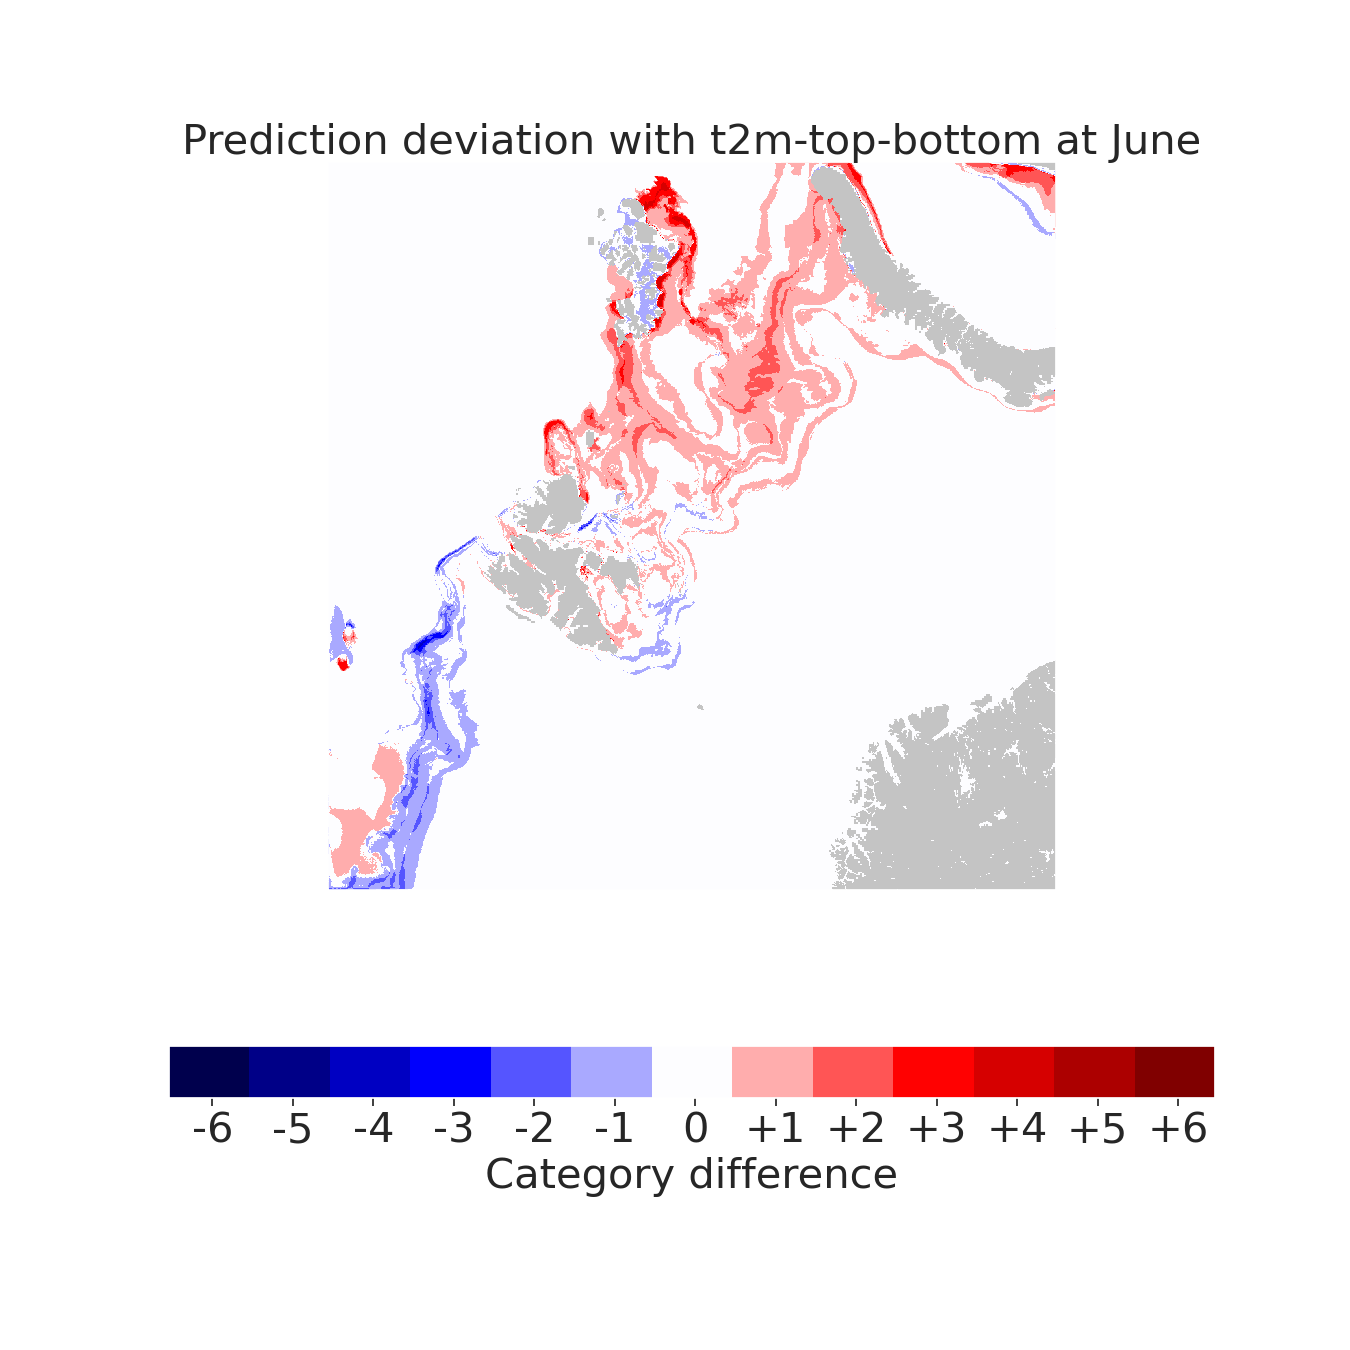 Prediction deviation with t2m-top-bottom at June
-6 -5 -4 -3 -2 -1 0 +1 +2 +3 +4 +5 +6
Category difference